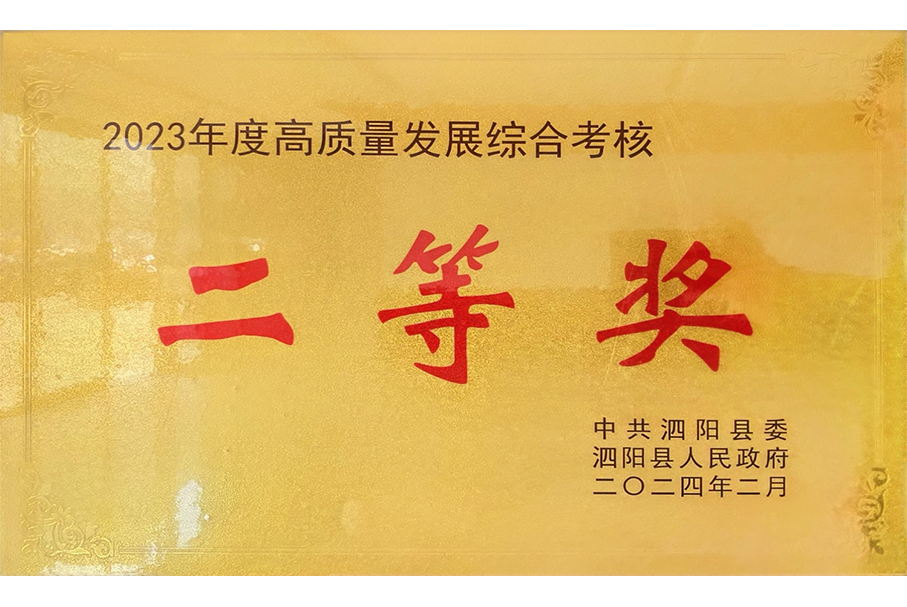 2023年度高质量发展综合考核
二等奖
中共泗阳县委
泗阳县人民政府
二〇二四年二月